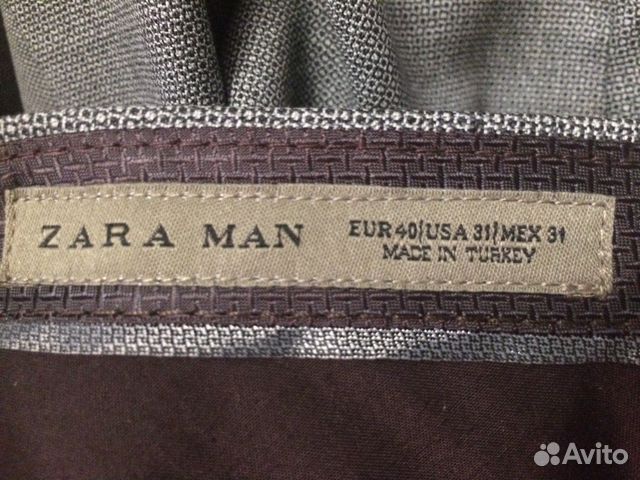 ZARA MAN
EUR 40/USA 31/MEX 31
MADE IN TURKEY
Avito